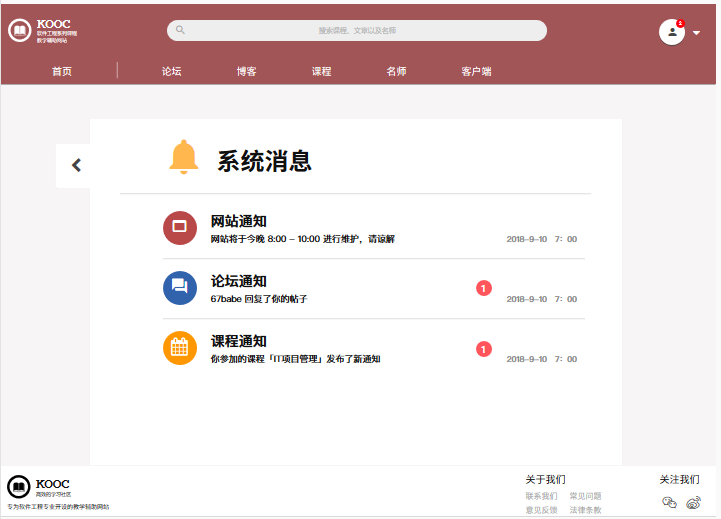 KOOC
软件工程系列课程
教学辅助网站
搜索课程、文章以及名师
2
首页 论坛 博客 课程 名师 客户端
系统消息
网站通知
网站将于今晚 8:00 – 10:00 进行维护，请谅解 2018-9-10 7：00
论坛通知
67babe 回复了你的帖子 1 2018-9-10 7：00
课程通知
你参加的课程「IT项目管理」发布了新通知 1 2018-9-10 7：00
KOOC
高效的学习社区
专为软件工程专业开设的教学辅助网站
关于我们 关注我们
联系我们 常见问题
意见反馈 法律条款